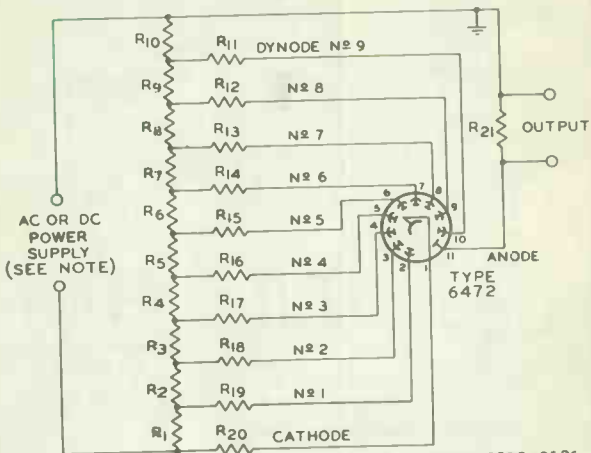 R10
R11 DYNODE Nº 9
R9
R12 Nº 8
R8
R13 Nº 7
R7
R14 Nº 6
R6
R15 Nº 5
R5
R16 Nº 4
R4
R17 Nº 3
R3
R18 Nº 2
R2
R19 Nº 1
R1
R20 CATHODE
AC OR DC
POWER
SUPPLY
(SEE NOTE)
R21 OUTPUT
6 7 8
5 9
4 10
3 2 1 11
ANODE
TYPE
6472